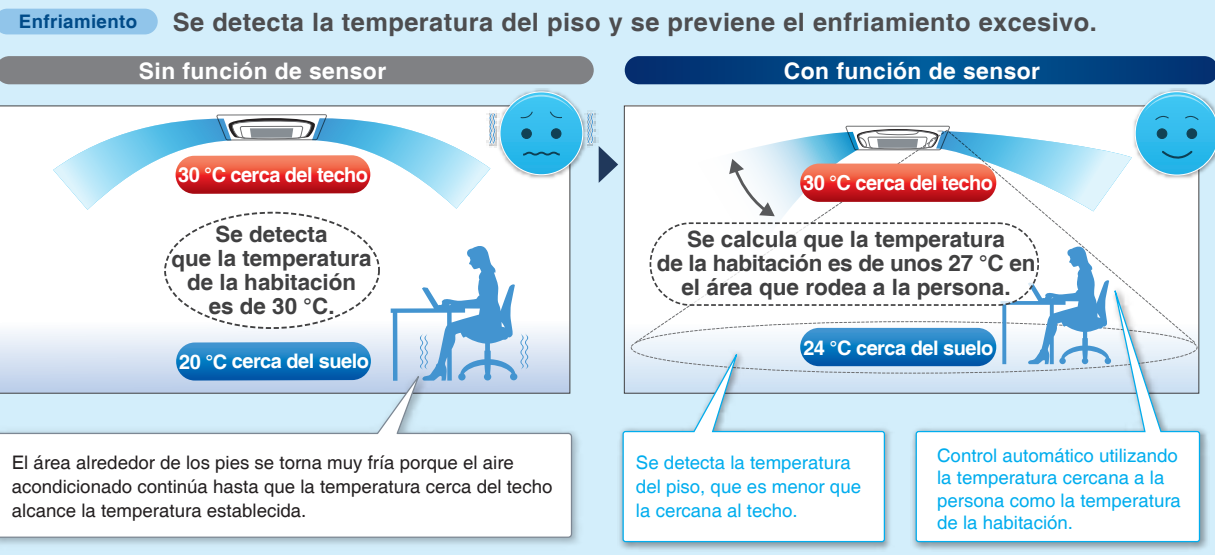 Enfriamiento Se detecta la temperatura del piso y se previene el enfriamiento excesivo.
Sin función de sensor
30 °C cerca del techo
Se detecta
que la temperatura
de la habitación
es de 30 °C.
20 °C cerca del suelo
El área alrededor de los pies se torna muy fría porque el aire
acondicionado continúa hasta que la temperatura cerca del techo
alcance la temperatura establecida.
Con función de sensor
30 °C cerca del techo
Se calcula que la temperatura
de la habitación es de unos 27 °C en
el área que rodea a la persona.
24 °C cerca del suelo
Se detecta la temperatura
del piso, que es menor que
la cercana al techo.
Control automático utilizando
la temperatura cercana a la
persona como la temperatura
de la habitación.